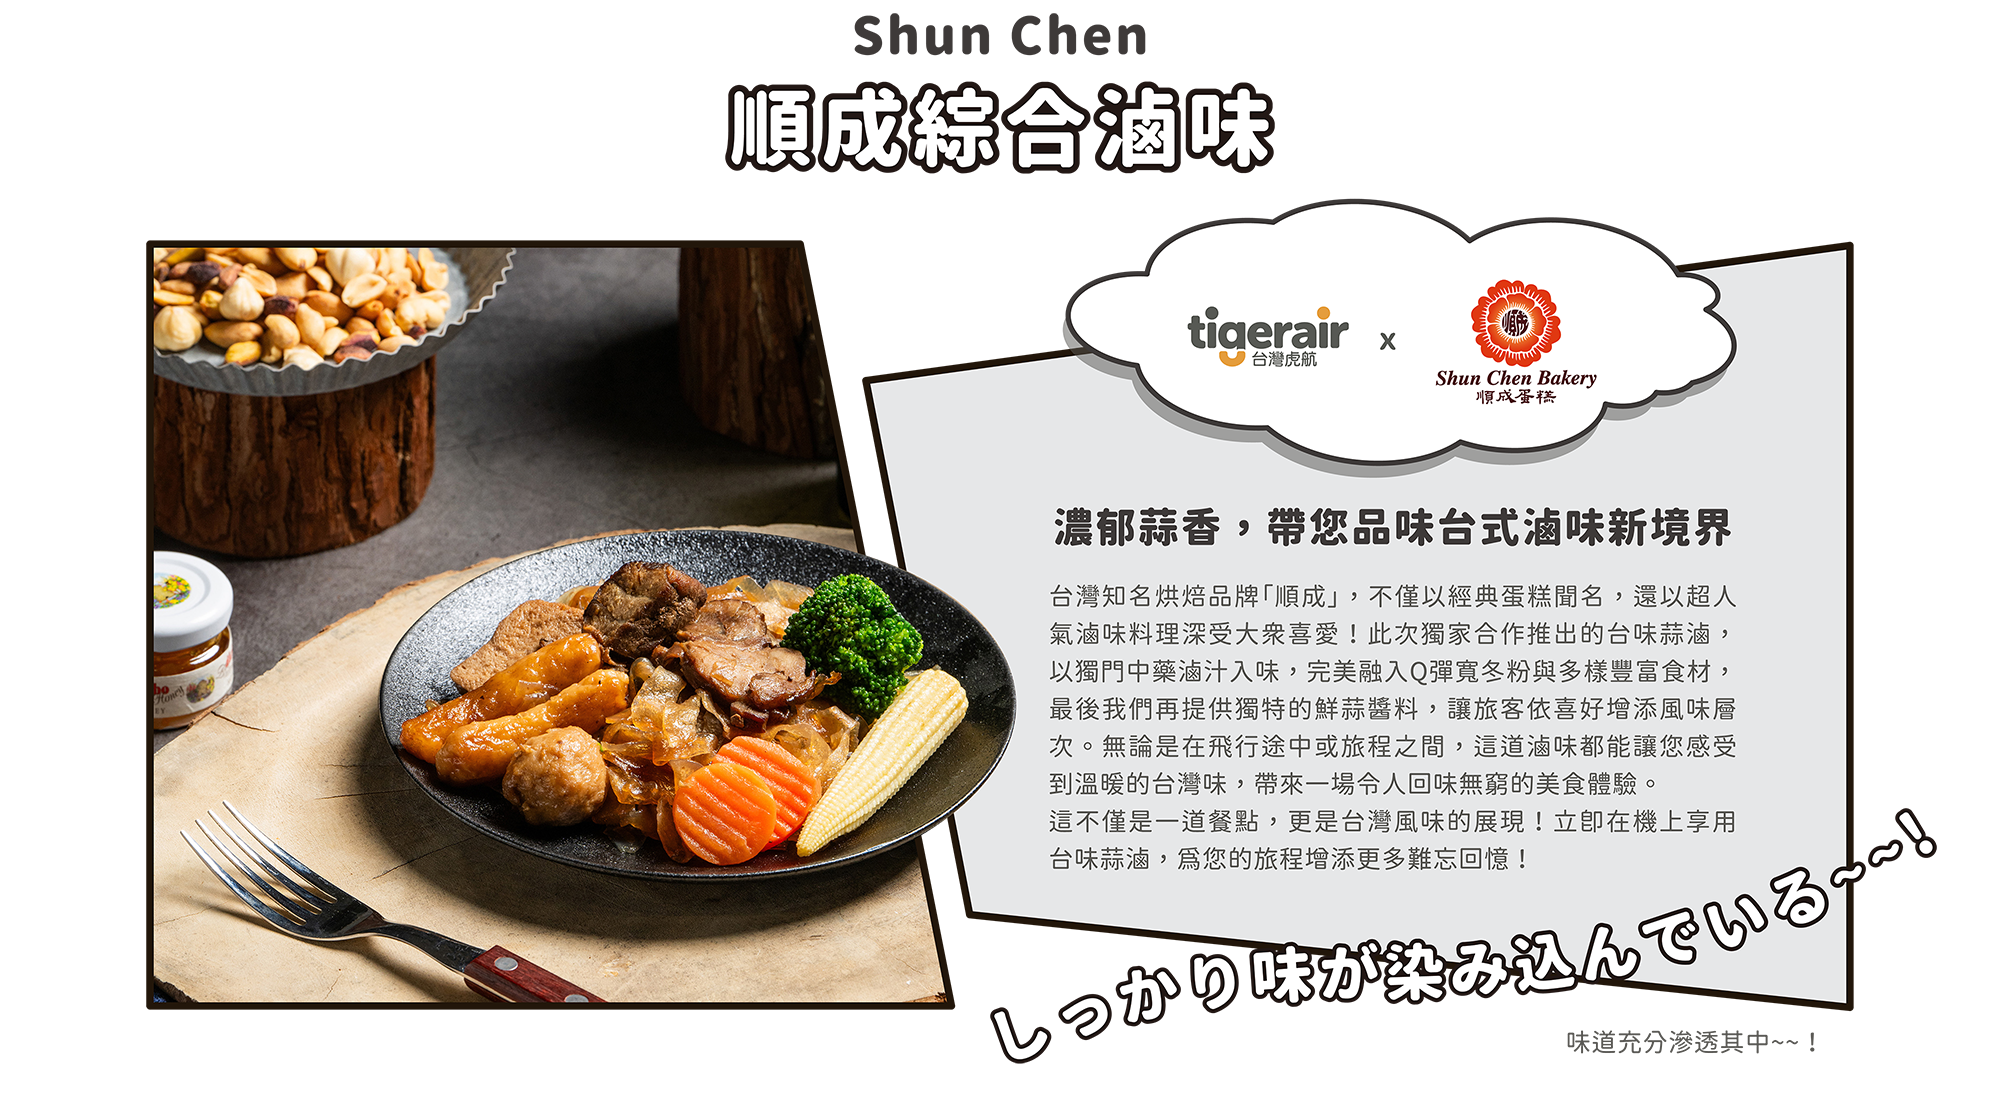 Shun Chen
順成綜合滷味
tigerair
台灣虎航
x
順成
Shun Chen Bakery
順成蛋糕
濃郁蒜香，帶您品味台式滷味新境界
台灣知名烘焙品牌「順成」，不僅以經典蛋糕聞名，還以超人
氣滷味料理深受大衆喜愛！此次獨家合作推出的台味蒜滷，
以獨門中藥滷汁入味，完美融入Q彈寬冬粉與多樣豐富食材，
最後我們再提供獨特的鮮蒜醬料，讓旅客依喜好增添風味層
次。無論是在飛行途中或旅程之間，這道滷味都能讓您感受
到溫暖的台灣味，帶來一場令人回味無窮的美食體驗。
這不僅是一道餐點，更是台灣風味的展現！立卽在機上享用
台味蒜滷，爲您的旅程增添更多難忘回憶！
しっかり味が染み込んでいる~~!
味道充分滲透其中~~！